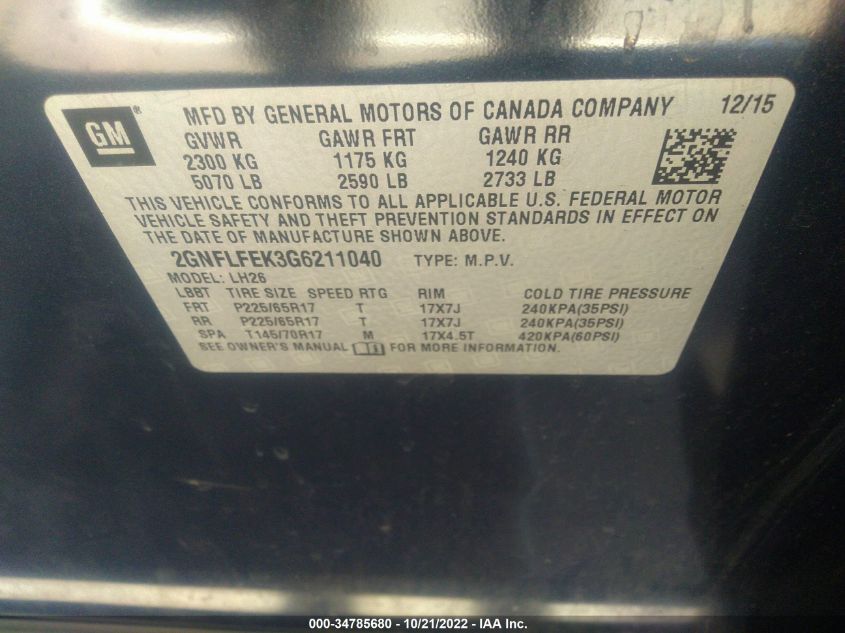 GM ® MFD BY GENERAL MOTORS OF CANADA COMPANY 12/15
GVWR GAWR FRT GAWR RR
2300 KG 1175 KG 1240 KG
5070 LB 2590 LB 2733 LB
THIS VEHICLE CONFORMS TO ALL APPLICABLE U.S. FEDERAL MOTOR
VEHICLE SAFETY AND THEFT PREVENTION STANDARDS IN EFFECT ON
THE DATE OF MANUFACTURE SHOWN ABOVE.
2GNFLFEK3G6211040 TYPE: M.P.V.
MODEL: LH26
LBBT TIRE SIZE SPEED RTG RIM COLD TIRE PRESSURE
FRT P225/65R17 T 17X7J 240KPA(35PSI)
RR P225/65R17 T 17X7J 240KPA(35PSI)
SPA T145/70R17 M 17X4.5T 420KPA(60PSI)
SEE OWNER'S MANUAL FOR MORE INFORMATION.
000-34785680 - 10/21/2022 - IAA Inc.